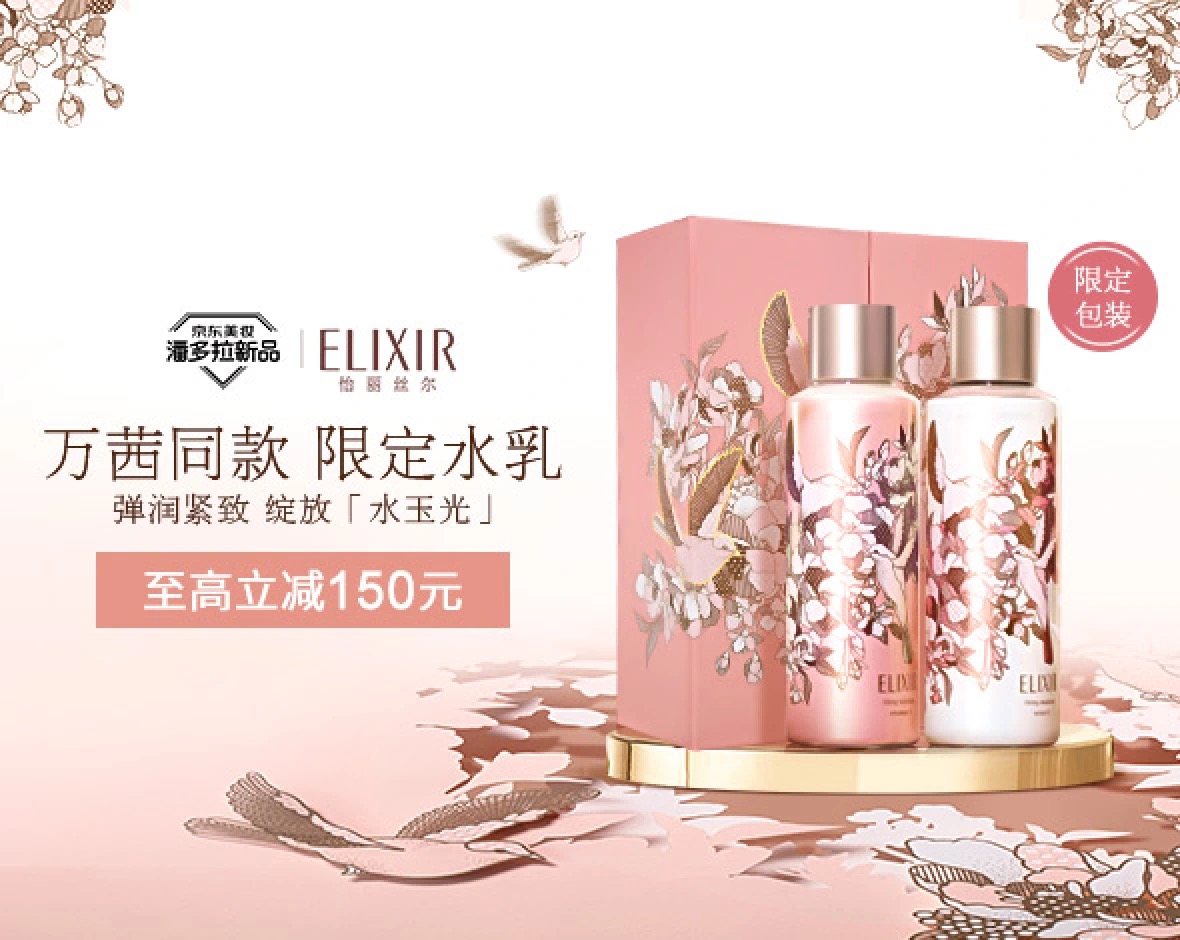 限定
包装
京东美妆
潘多拉新品
ELIXIR
怡丽丝尔
万茜同款 限定水乳
弹润紧致 绽放「水玉光」
至高立减150元
ELIXIR
ELIXIR